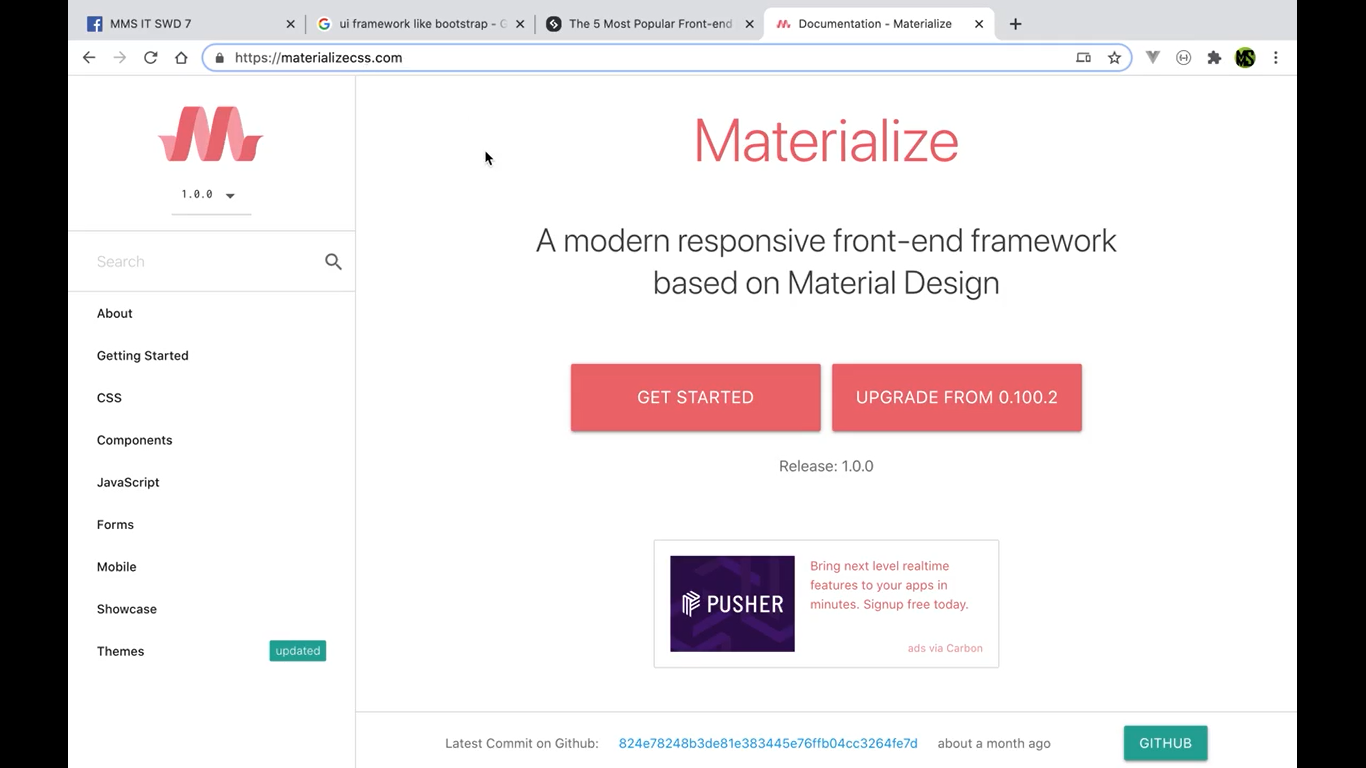 MMS IT SWD 7
ui framework like bootstrap - G
The 5 Most Popular Front-end
Documentation - Materialize
https://materializecss.com
MS
1.0.0
Search
About
Getting Started
CSS
Components
JavaScript
Forms
Mobile
Showcase
Themes
updated
Materialize
A modern responsive front-end framework
based on Material Design
GET STARTED
UPGRADE FROM 0.100.2
Release: 1.0.0
PUSHER
Bring next level realtime
features to your apps in
minutes. Signup free today.
ads via Carbon
Latest Commit on Github: 824e78248b3de81e383445e76ffb04cc3264fe7d about a month ago
GITHUB